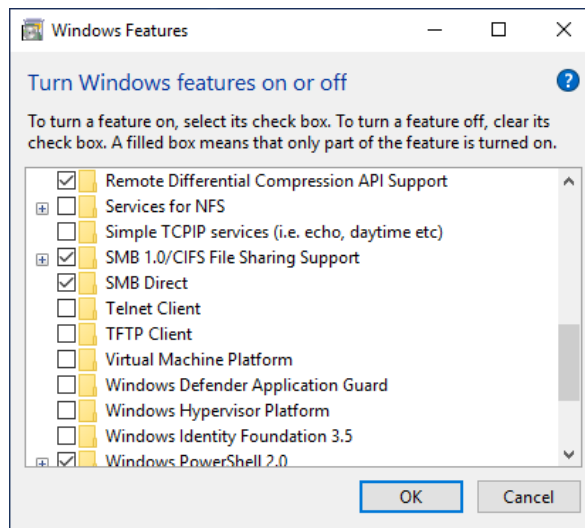 Windows Features
Turn Windows features on or off
To turn a feature on, select its check box. To turn a feature off, clear its
check box. A filled box means that only part of the feature is turned on.
Remote Differential Compression API Support
Services for NFS
Simple TCPIP services (i.e. echo, daytime etc)
SMB 1.0/CIFS File Sharing Support
SMB Direct
Telnet Client
TFTP Client
Virtual Machine Platform
Windows Defender Application Guard
Windows Hypervisor Platform
Windows Identity Foundation 3.5
Windows PowerShell 2.0
OK Cancel